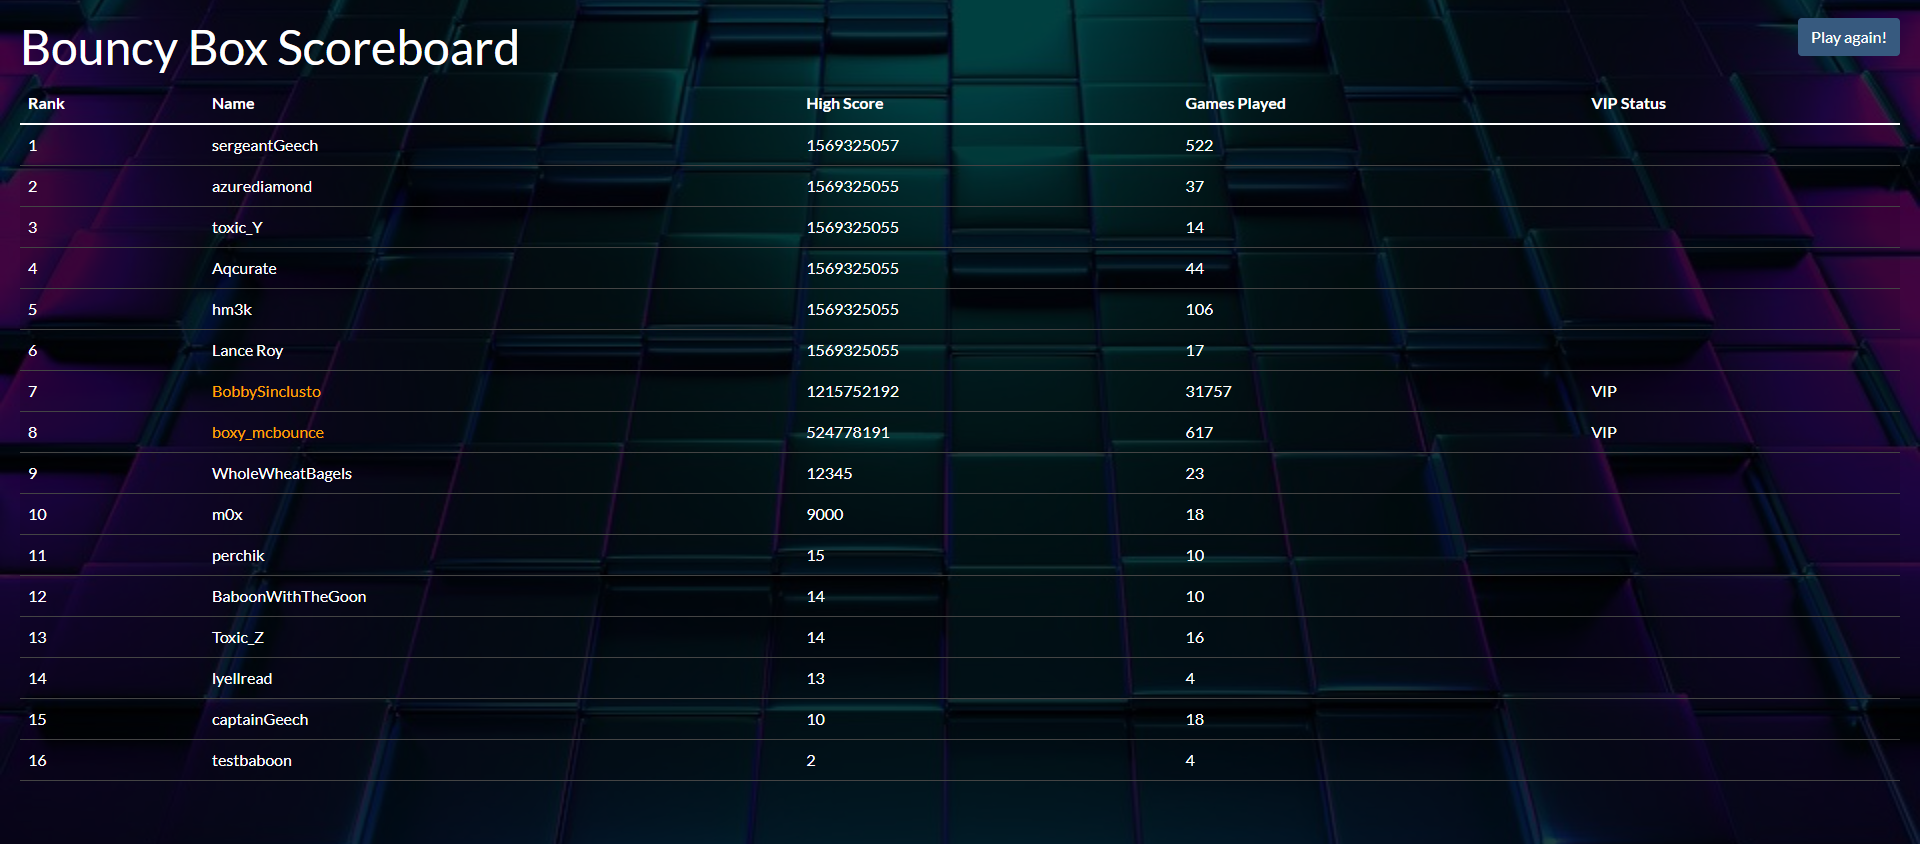 Bouncy Box Scoreboard
Play again!
Rank Name High Score Games Played VIP Status
1 sergeantGeech 1569325057 522
2 azurediamond 1569325055 37
3 toxic_Y 1569325055 14
4 Aqcurate 1569325055 44
5 hm3k 1569325055 106
6 Lance Roy 1569325055 17
7 BobbySinclusto 1215752192 31757 VIP
8 boxy_mcbounce 524778191 617 VIP
9 WholeWheatBagels 12345 23
10 m0x 9000 18
11 perchik 15 10
12 BaboonWithTheGoon 14 10
13 Toxic_Z 14 16
14 lyellread 13 4
15 captainGeech 10 18
16 testbaboon 2 4